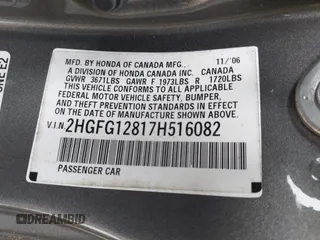 MFD. BY HONDA OF CANADA MFG., 11/'06
A DIVISION OF HONDA CANADA INC. CANADA
GVWR 3671LBS GAWR F 1973LBS R 1720LBS
THIS VEHICLE CONFORMS TO ALL APPLICABLE
FEDERAL MOTOR VEHICLE SAFETY, BUMPER,
AND THEFT PREVENTION STANDARDS IN
EFFECT ON THE DATE OF MANUFACTURE
SHOWN ABOVE.
V.I.N. 2HGFG12817H516082
PASSENGER CAR
ONE E2
DREAMBID